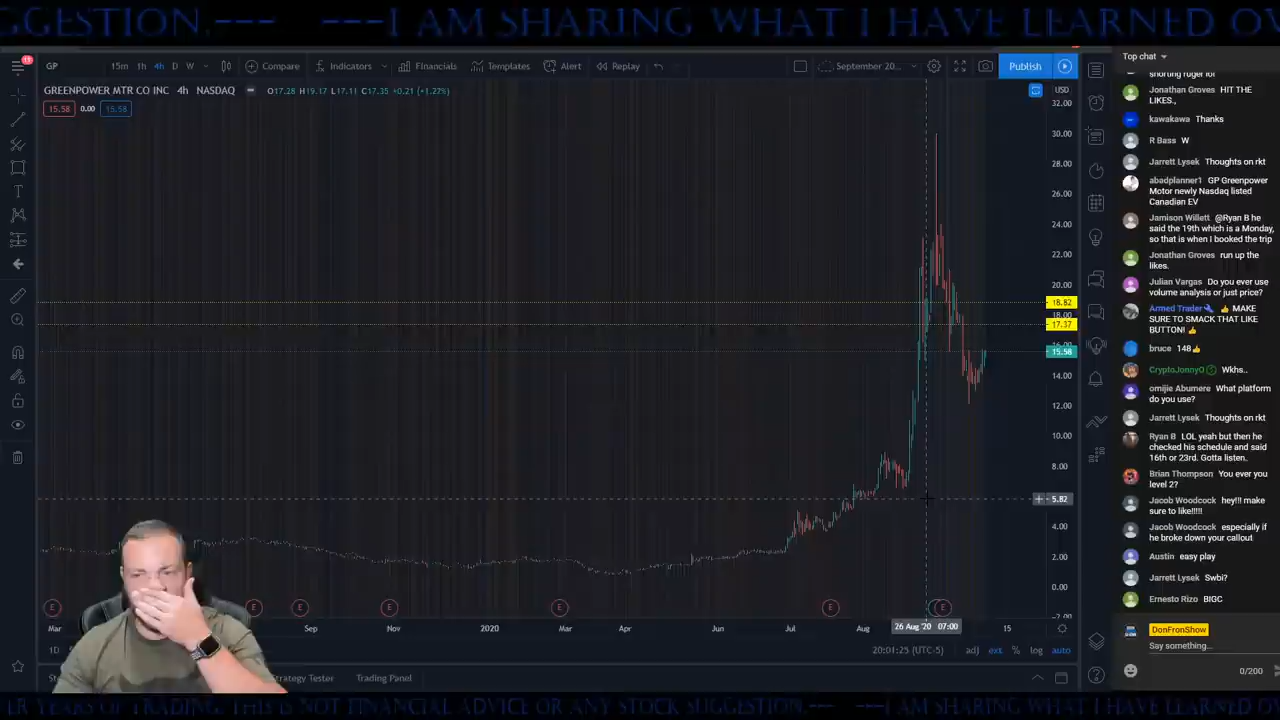 SUGGESTION.--- ---I AM SHARING WHAT I HAVE LEARNED OV
GP 15m 1h 4h D W Compare Indicators Financials Templates Alert Replay September 20... Publish
GREENPOWER MTR CO INC 4h NASDAQ O17.28 H19.17 L17.11 C17.35 +0.21 (+1.27%)
15.58 0.00 15.58
USD
32.00
30.00
28.00
26.00
24.00
22.00
20.00
18.82
18.00
17.37
15.58
14.00
12.00
10.00
8.00
5.82
4.00
2.00
0.00
E E E E E E E
Mar Sep Nov 2020 Mar Apr Jun Jul Aug 26 Aug '20 07:00 15
1D 20:01:25 (UTC-5) adj ext % log auto
Strategy Tester Trading Panel
Top chat
shorting roger lol
Jonathan Groves HIT THE
LIKES.,
kawakawa Thanks
R Bass W
Jarrett Lysek Thoughts on rkt
abadplanner1 GP Greenpower
Motor newly Nasdaq listed
Canadian EV
Jamison Willett @Ryan B he
said the 19th which is a Monday,
so that is when I booked the trip
Jonathan Groves run up the
likes.
Julian Vargas Do you ever use
volume analysis or just price?
Armed Trader 👍 MAKE
SURE TO SMACK THAT LIKE
BUTTON! 👍
bruce 148👍
CryptoJonnyO Wkhs..
omijie Abumere What platform
do you use?
Jarrett Lysek Thoughts on rkt
Ryan B LOL yeah but then he
checked his schedule and said
16th or 23rd. Gotta listen.
Brian Thompson You ever you
level 2?
Jacob Woodcock hey!!! make
sure to like!!!!!
Jacob Woodcock especially if
he broke down your callout
Austin easy play
Jarrett Lysek Swbi?
Ernesto Rizo BIGC
DonFronShow
Say something...
0/200
YEARS OF TRADING. THIS IS NOT FINANCIAL ADVICE OR ANY STOCK SUGGESTION.--- ---I AM SHARING WHAT I HAVE LEARNED OV